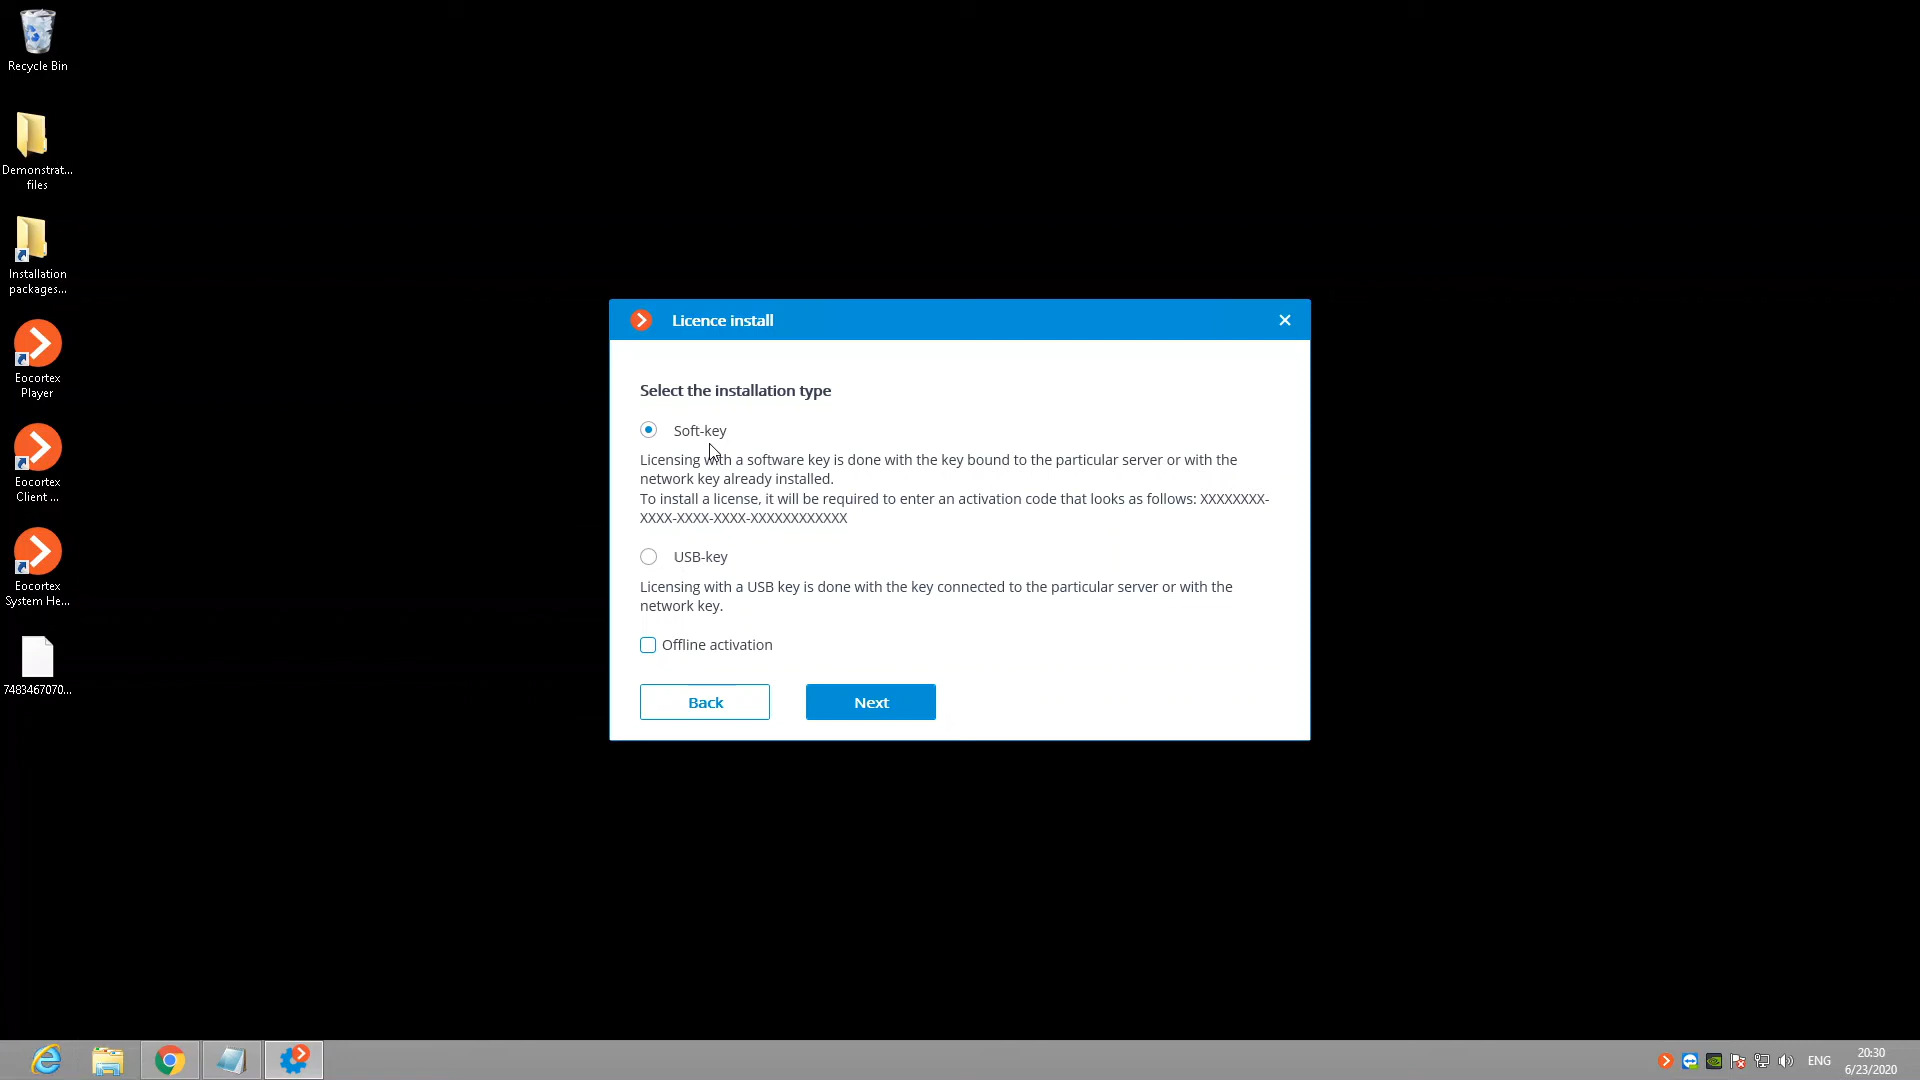 Recycle Bin
Demonstrat...
files
Installation
packages...
Eocortex
Player
Eocortex
Client ...
Eocortex
System He...
7483467070...
Licence install
Select the installation type
Soft-key
Licensing with a software key is done with the key bound to the particular server or with the
network key already installed.
To install a license, it will be required to enter an activation code that looks as follows: XXXXXXXX-
XXXX-XXXX-XXXX-XXXXXXXXXXXX
USB-key
Licensing with a USB key is done with the key connected to the particular server or with the
network key.
Offline activation
Back
Next
ENG
20:30
6/23/2020